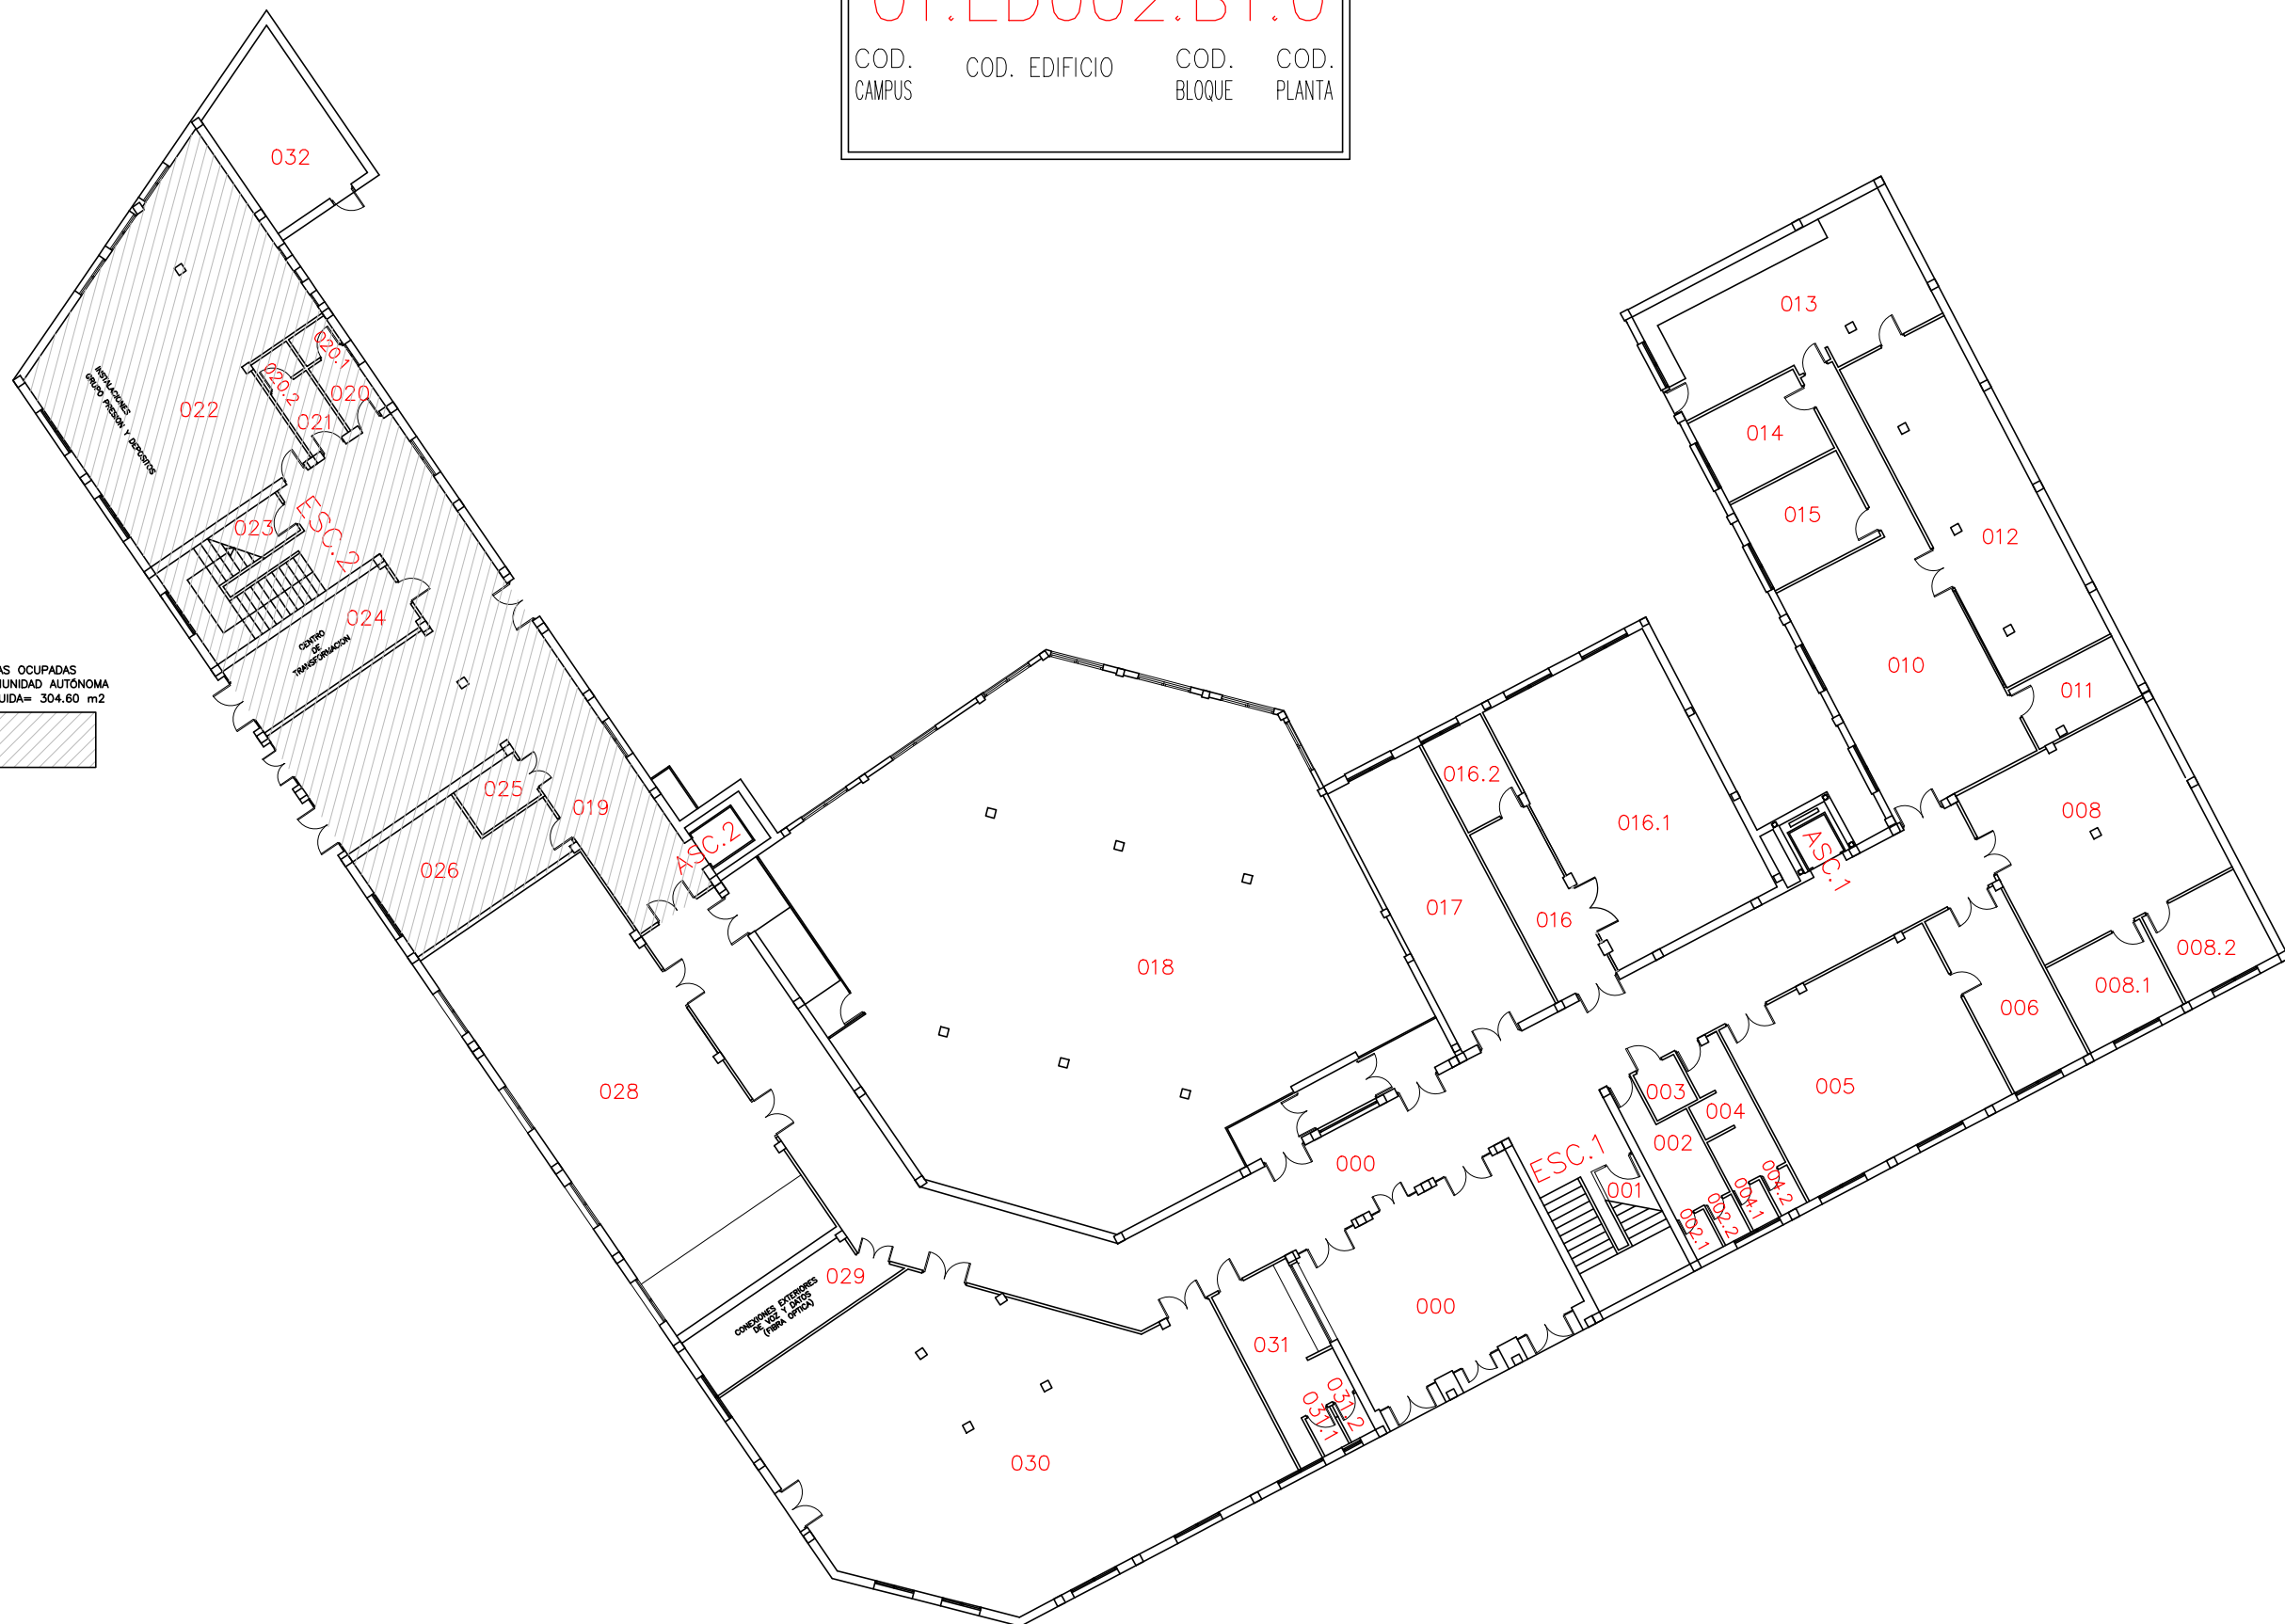 01.ED002.B1.0
COD.
CAMPUS
COD. EDIFICIO
COD.
BLOQUE
COD.
PLANTA
032
013
020.1
020.2
020
022
021
INSTALACIONES
GRUPO PRESION Y DEPOSITOS
014
015
012
023
ESC.2
024
CENTRO
DE
TRANSFORMACION
010
011
AS OCUPADAS
UNIDAD AUTÓNOMA
UIDA= 304.60 m2
025
019
026
ASC.2
016.2
016.1
008
ASC.1
017
016
018
008.2
008.1
006
028
005
003
004
002
000
ESC.1
001
004.2
004.1
002.2
002.1
029
CONEXIONES EXTERIORES
DE VOZ Y DATOS
(FIBRA OPTICA)
000
031
031.2
031.1
030